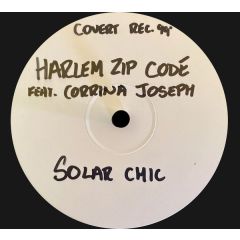 COVERT REC. 99'
HARLEM ZIP CODE
FEAT. CORRINA JOSEPH
SOLAR CHIC